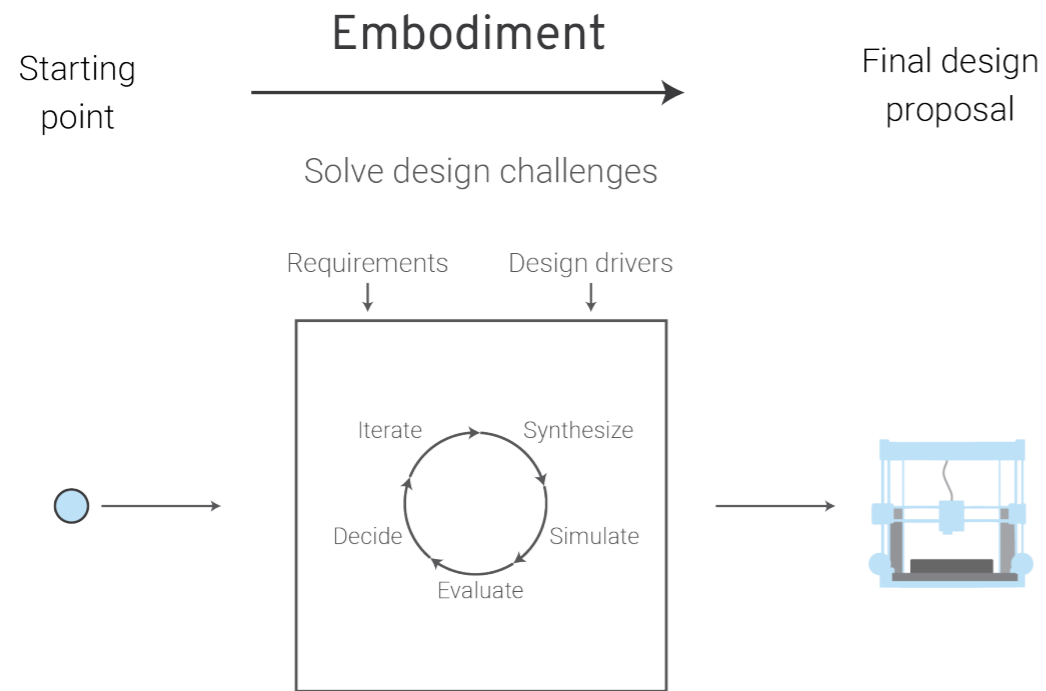 Embodiment
Starting
point
Final design
proposal
Solve design challenges
Requirements
Design drivers
Iterate
Synthesize
Decide
Simulate
Evaluate